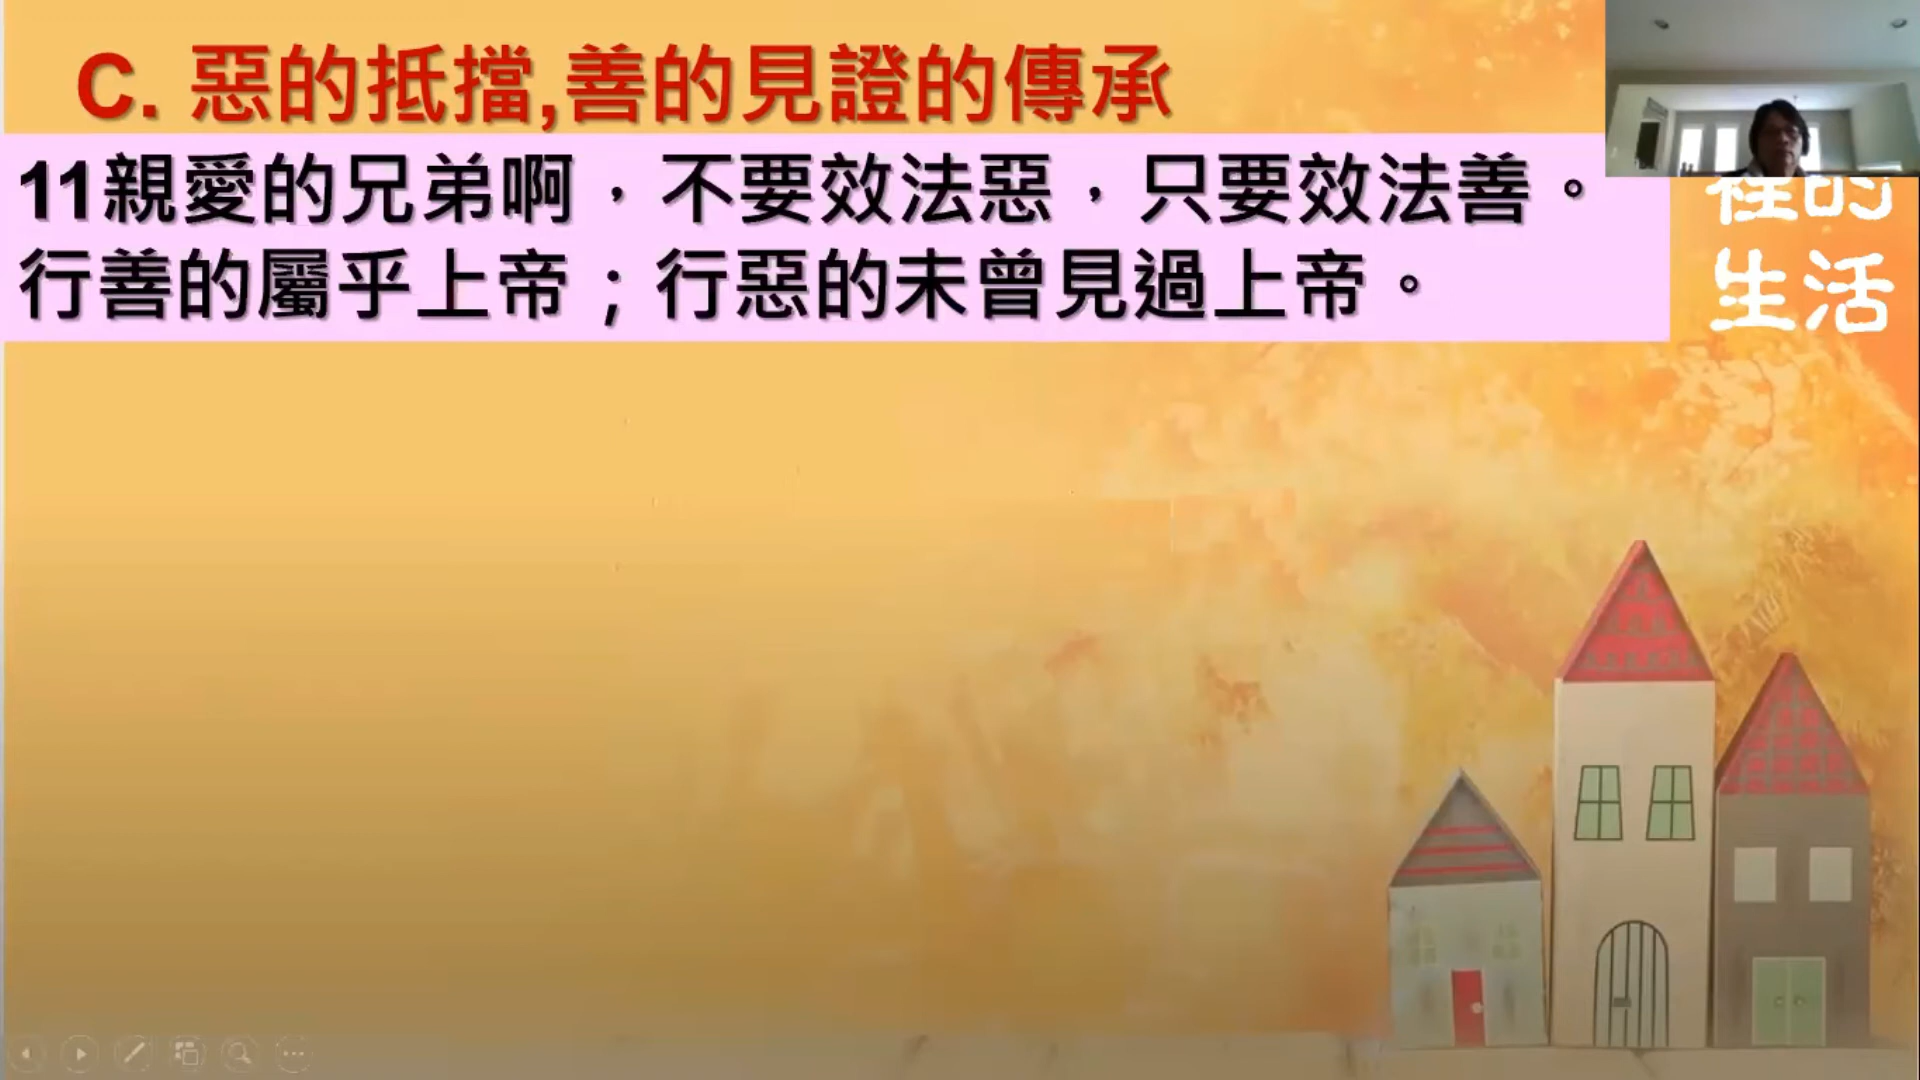 C. 惡的抵擋,善的見證的傳承
11親愛的兄弟啊，不要效法惡，只要效法善。
行善的屬乎上帝；行惡的未曾見過上帝。
裡的
生活